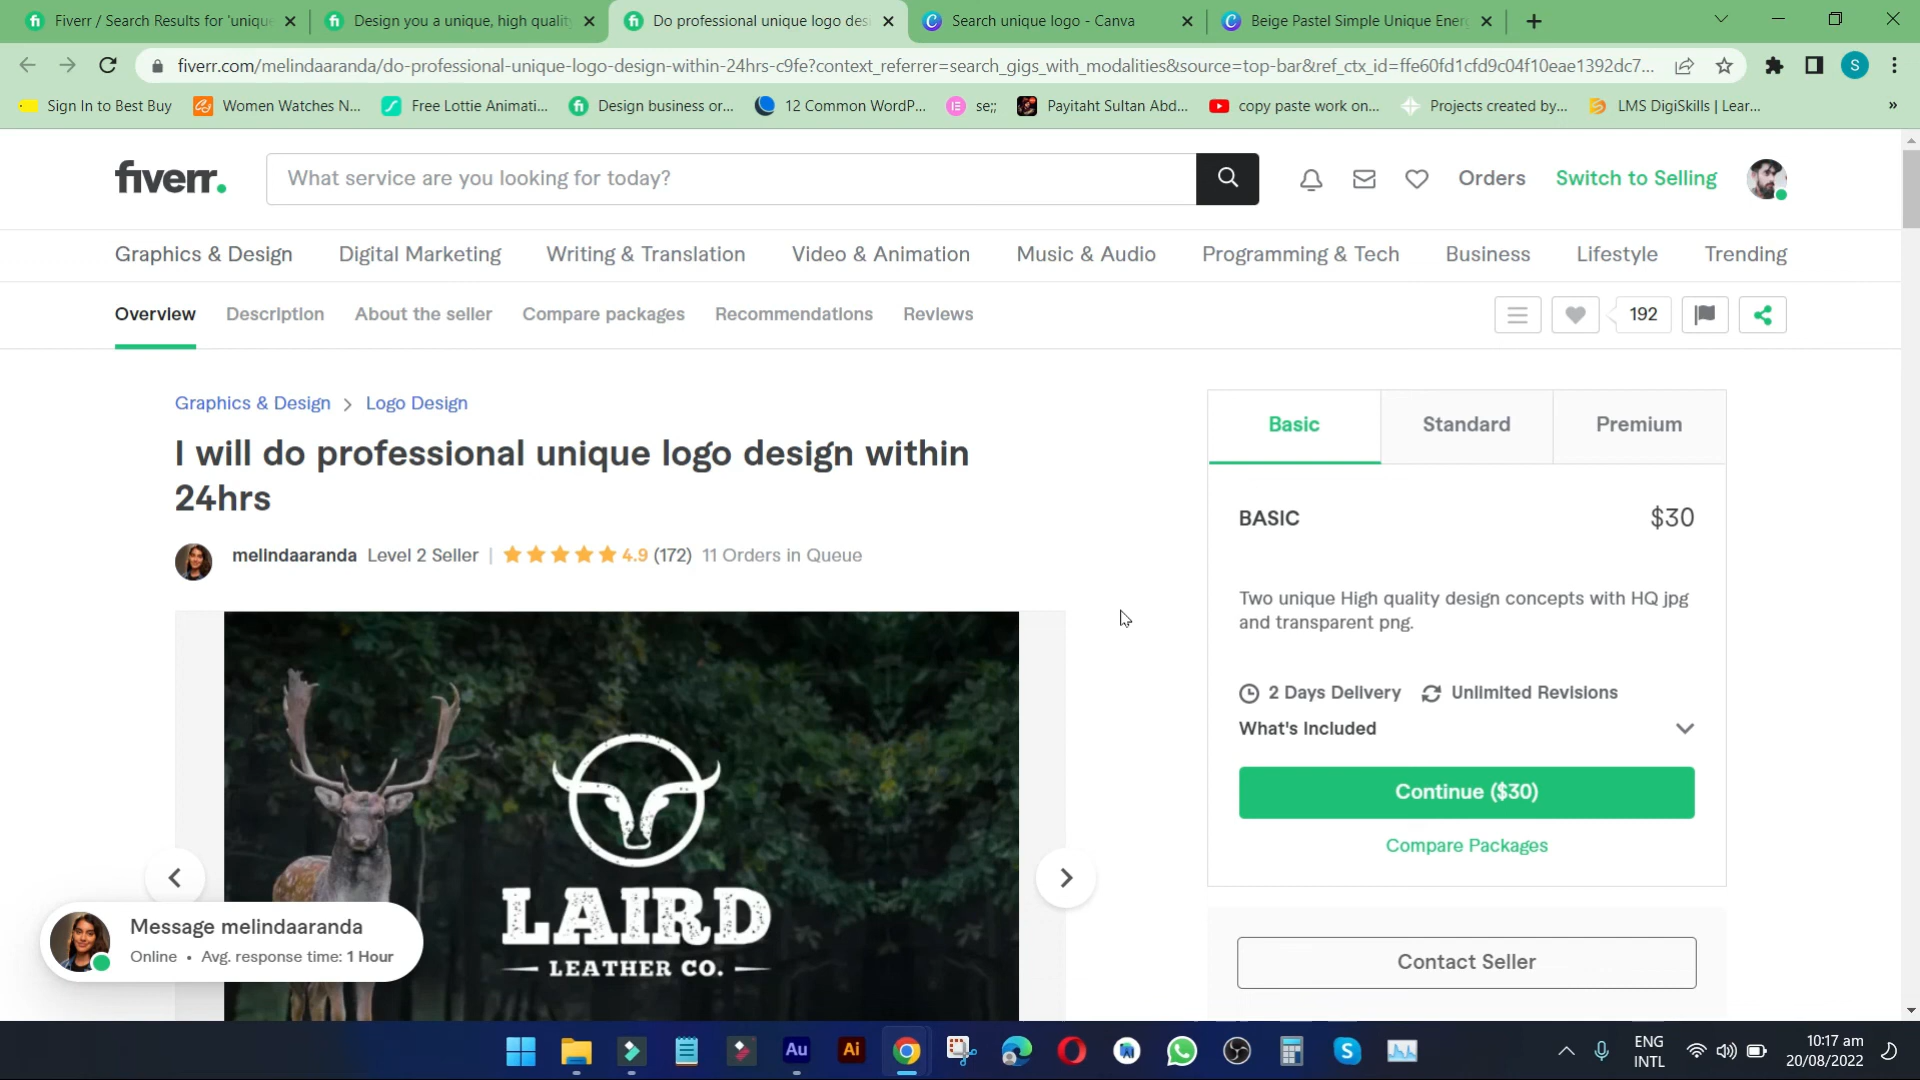 Fiverr / Search Results for 'unique
Design you a unique, high quality
Do professional unique logo desi
Search unique logo - Canva
Beige Pastel Simple Unique Energ
fiverr.com/melindaaranda/do-professional-unique-logo-design-within-24hrs-c9fe?context_referrer=search_gigs_with_modalities&source=top-bar&ref_ctx_id=ffe60fd1cfd9c04f10eae1392dc7...
S
Sign In to Best Buy
Women Watches N...
Free Lottie Animati...
Design business or...
12 Common WordP...
se;;
Payitaht Sultan Abd...
copy paste work on...
Projects created by...
LMS DigiSkills | Lear...
»
fiverr.
What service are you looking for today?
Orders
Switch to Selling
Graphics & Design
Digital Marketing
Writing & Translation
Video & Animation
Music & Audio
Programming & Tech
Business
Lifestyle
Trending
Overview
Description
About the seller
Compare packages
Recommendations
Reviews
192
Graphics & Design > Logo Design
I will do professional unique logo design within
24hrs
melindaaranda Level 2 Seller | 4.9 (172) 11 Orders in Queue
LAIRD
LEATHER CO.
Message melindaaranda
Online • Avg. response time: 1 Hour
Basic
Standard
Premium
BASIC
$30
Two unique High quality design concepts with HQ jpg
and transparent png.
2 Days Delivery
Unlimited Revisions
What's Included
Continue ($30)
Compare Packages
Contact Seller
Au
Ai
ENG
INTL
10:17 am
20/08/2022